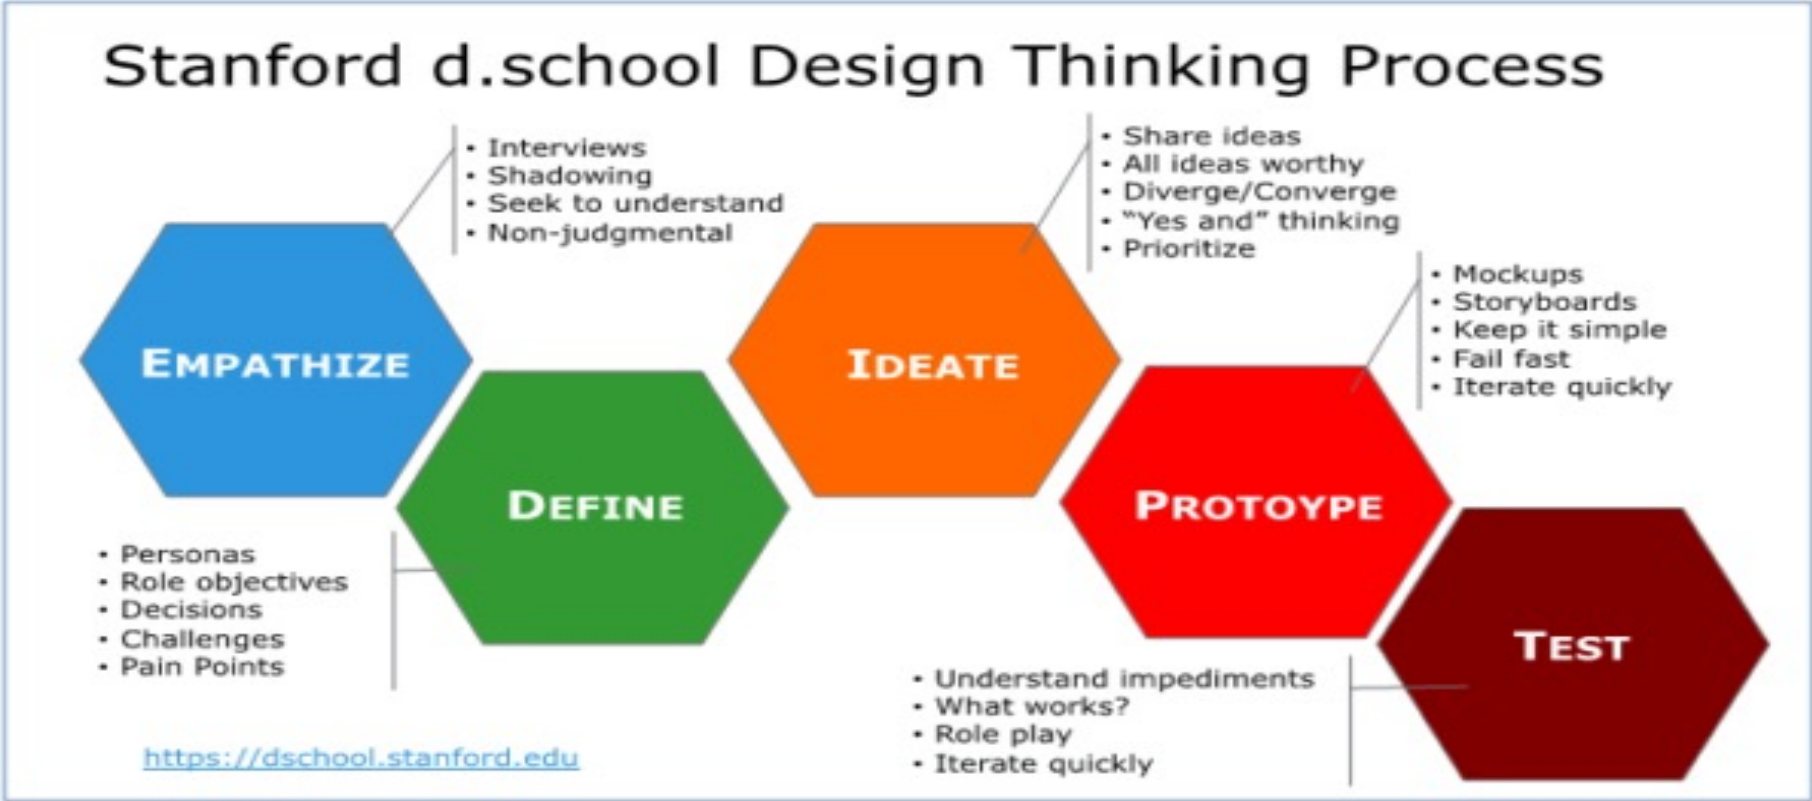 Stanford d.school Design Thinking Process
• Interviews
• Shadowing
• Seek to understand
• Non-judgmental
• Share ideas
• All ideas worthy
• Diverge/Converge
• “Yes and” thinking
• Prioritize
• Mockups
• Storyboards
• Keep it simple
• Fail fast
• Iterate quickly
EMPATHIZE
DEFINE
IDEATE
PROTOYPE
TEST
• Personas
• Role objectives
• Decisions
• Challenges
• Pain Points
• Understand impediments
• What works?
• Role play
• Iterate quickly
https://dschool.stanford.edu